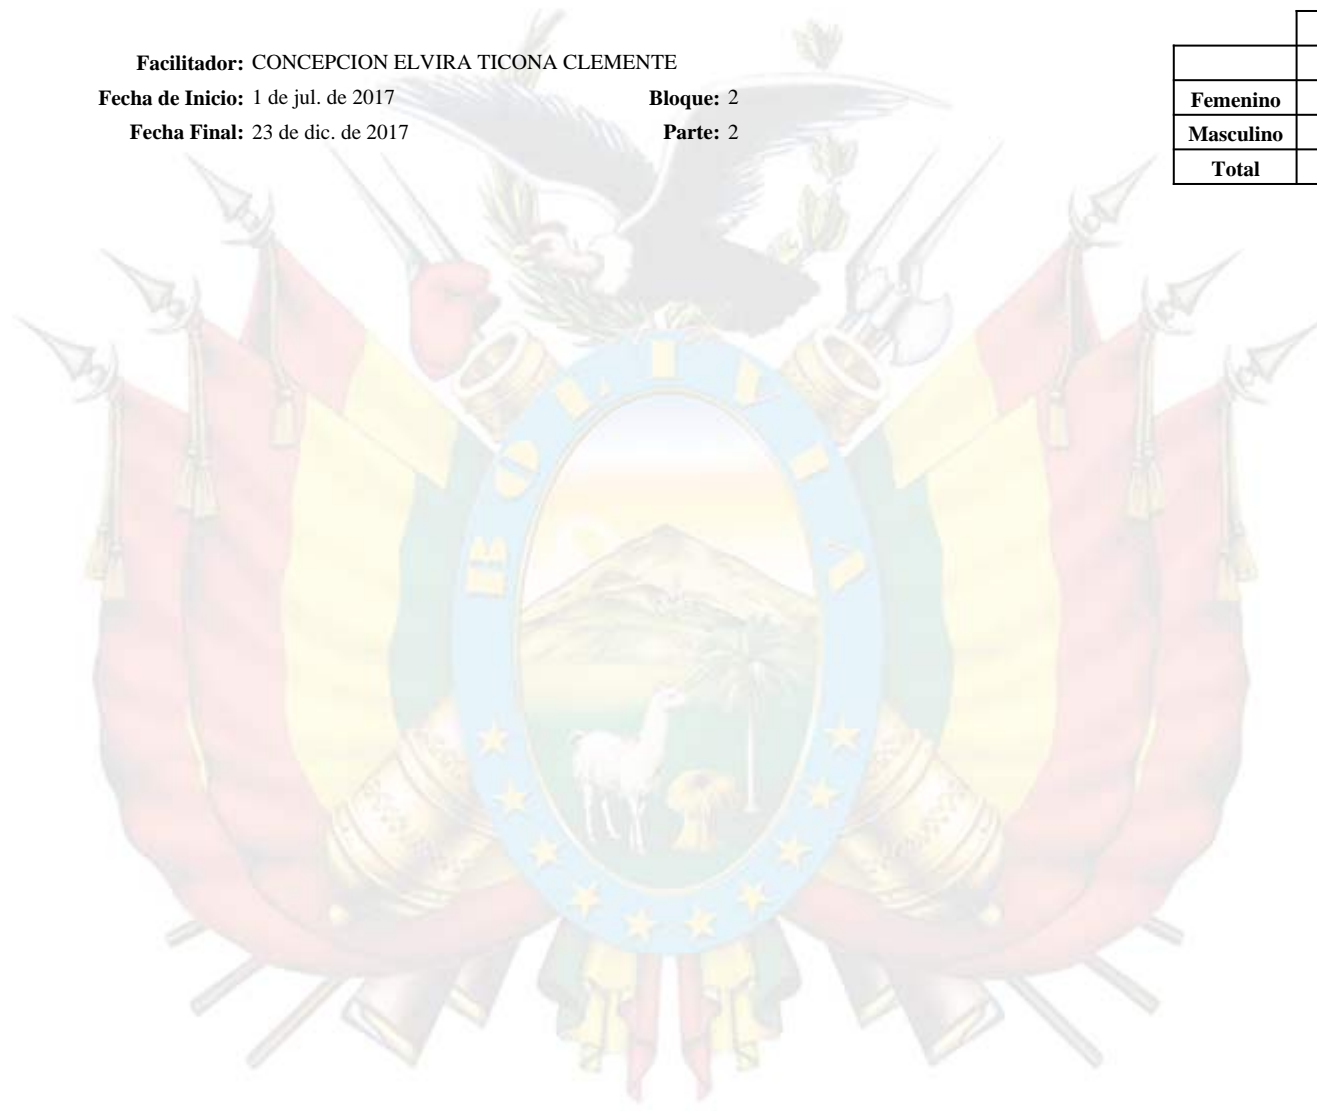 Facilitador: CONCEPCION ELVIRA TICONA CLEMENTE
Fecha de Inicio: 1 de jul. de 2017 Bloque: 2
Fecha Final: 23 de dic. de 2017 Parte: 2
Femenino
Masculino
Total
BOLIVIA